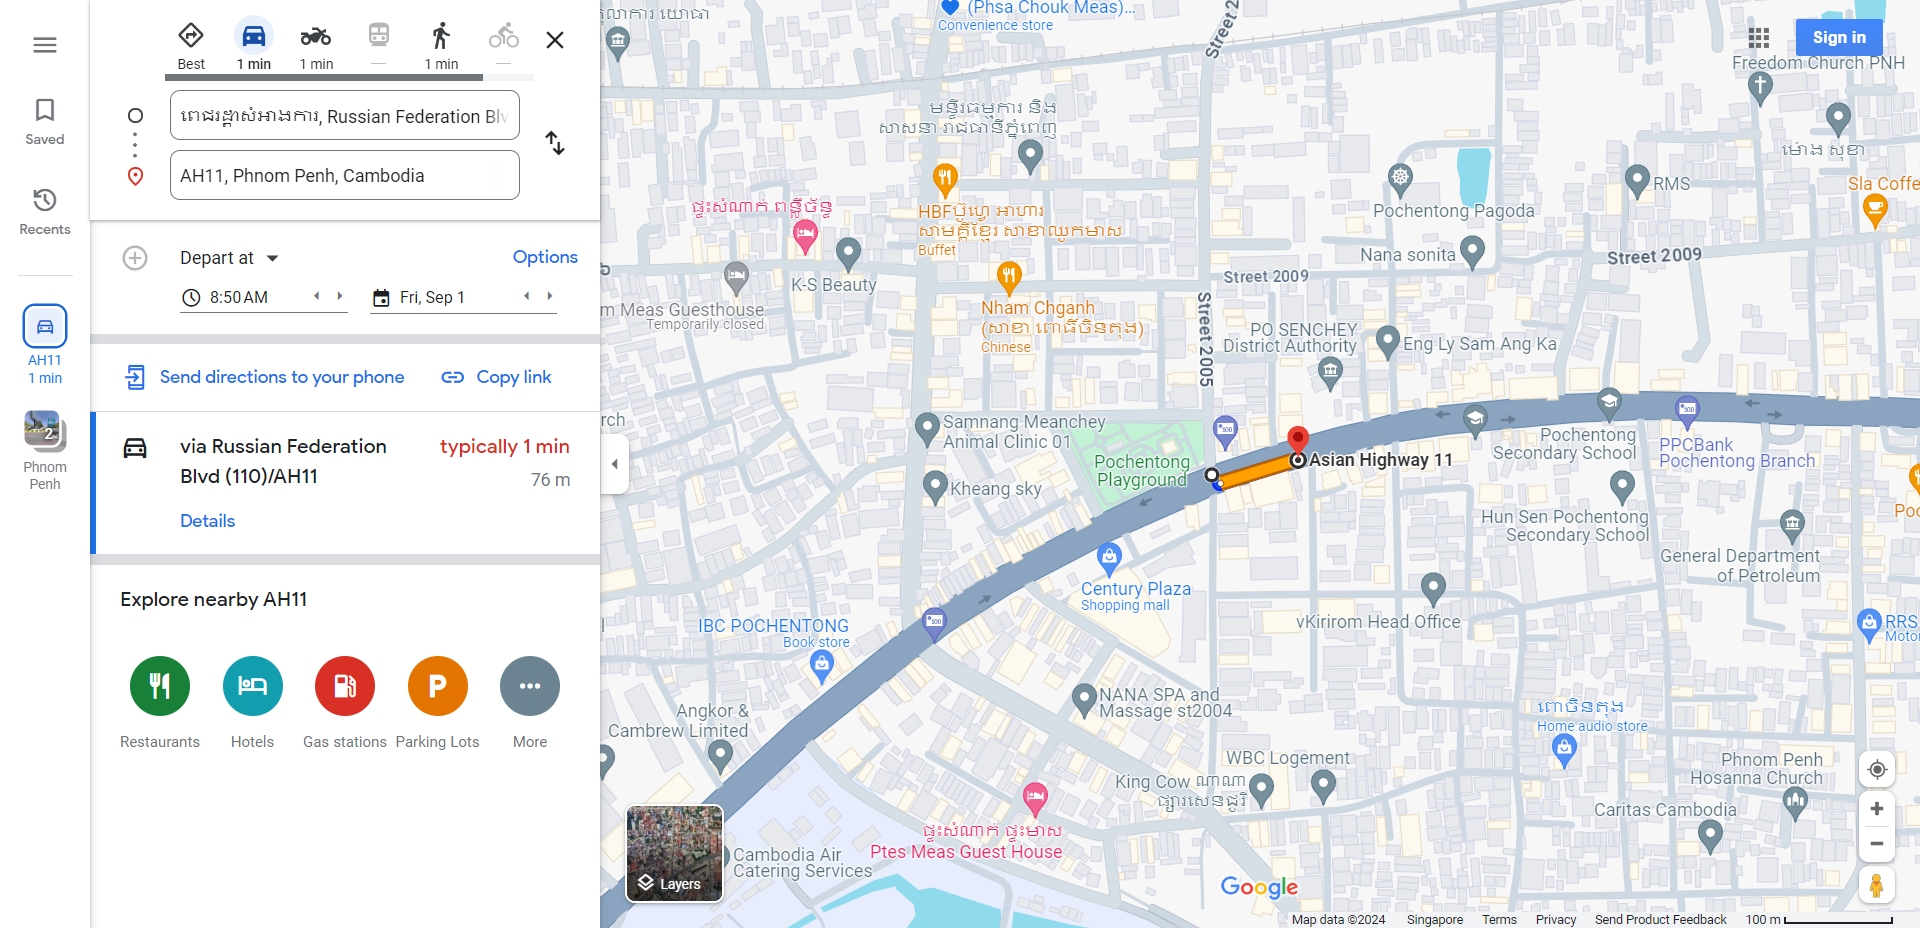 Best
1 min
1 min
1 min
ពេជរដ្ឋាសំអាងការ, Russian Federation Blv
AH11, Phnom Penh, Cambodia
Saved
Recents
AH11
1 min
2
Phnom
Penh
Depart at
Options
8:50 AM
Fri, Sep 1
Send directions to your phone
Copy link
via Russian Federation
Blvd (110)/AH11
typically 1 min
76 m
Details
Explore nearby AH11
Restaurants
Hotels
Gas stations
P
Parking Lots
More
(Phsa Chouk Meas)...
Convenience store
Street 2
Sign in
Freedom Church PNH
មន្ទីរធម្មការ និង
សាសនា រាជធានីភ្នំពេញ
ម៉ោង សុខា
RMS
Sla Coffe
Pochentong Pagoda
ផ្ទះសំណាក់ ពន្លឺច័ន្ទ
HBFប៊ូហ្វេ អាហារ
សាមគ្គីខ្មែរ សាខាឈូកមាស
Buffet
Nana sonita
Street 2009
Street 2009
K-S Beauty
m Meas Guesthouse
Temporarily closed
Nham Chganh
(សាខា ពោធិ៍ចិនតុង)
Chinese
Street 2005
PO SENCHEY
District Authority
Eng Ly Sam Ang Ka
rch
Samnang Meanchey
Animal Clinic 01
Pochentong
Playground
Kheang sky
Asian Highway 11
Pochentong
Secondary School
PPCBank
Pochentong Branch
Hun Sen Pochentong
Secondary School
Poc
General Department
of Petroleum
Century Plaza
Shopping mall
IBC POCHENTONG
Book store
vKirirom Head Office
RRS
Motor
NANA SPA and
Massage st2004
Angkor &
Cambrew Limited
ពោចិនតុង
Home audio store
WBC Logement
King Cow ណាណា
ផ្សារសេនជូរី
Phnom Penh
Hosanna Church
Caritas Cambodia
ផ្ទះសំណាក់ ផ្ទះមាស
Ptes Meas Guest House
Cambodia Air
Catering Services
Layers
Google
Map data ©2024
Singapore
Terms
Privacy
Send Product Feedback
100 m